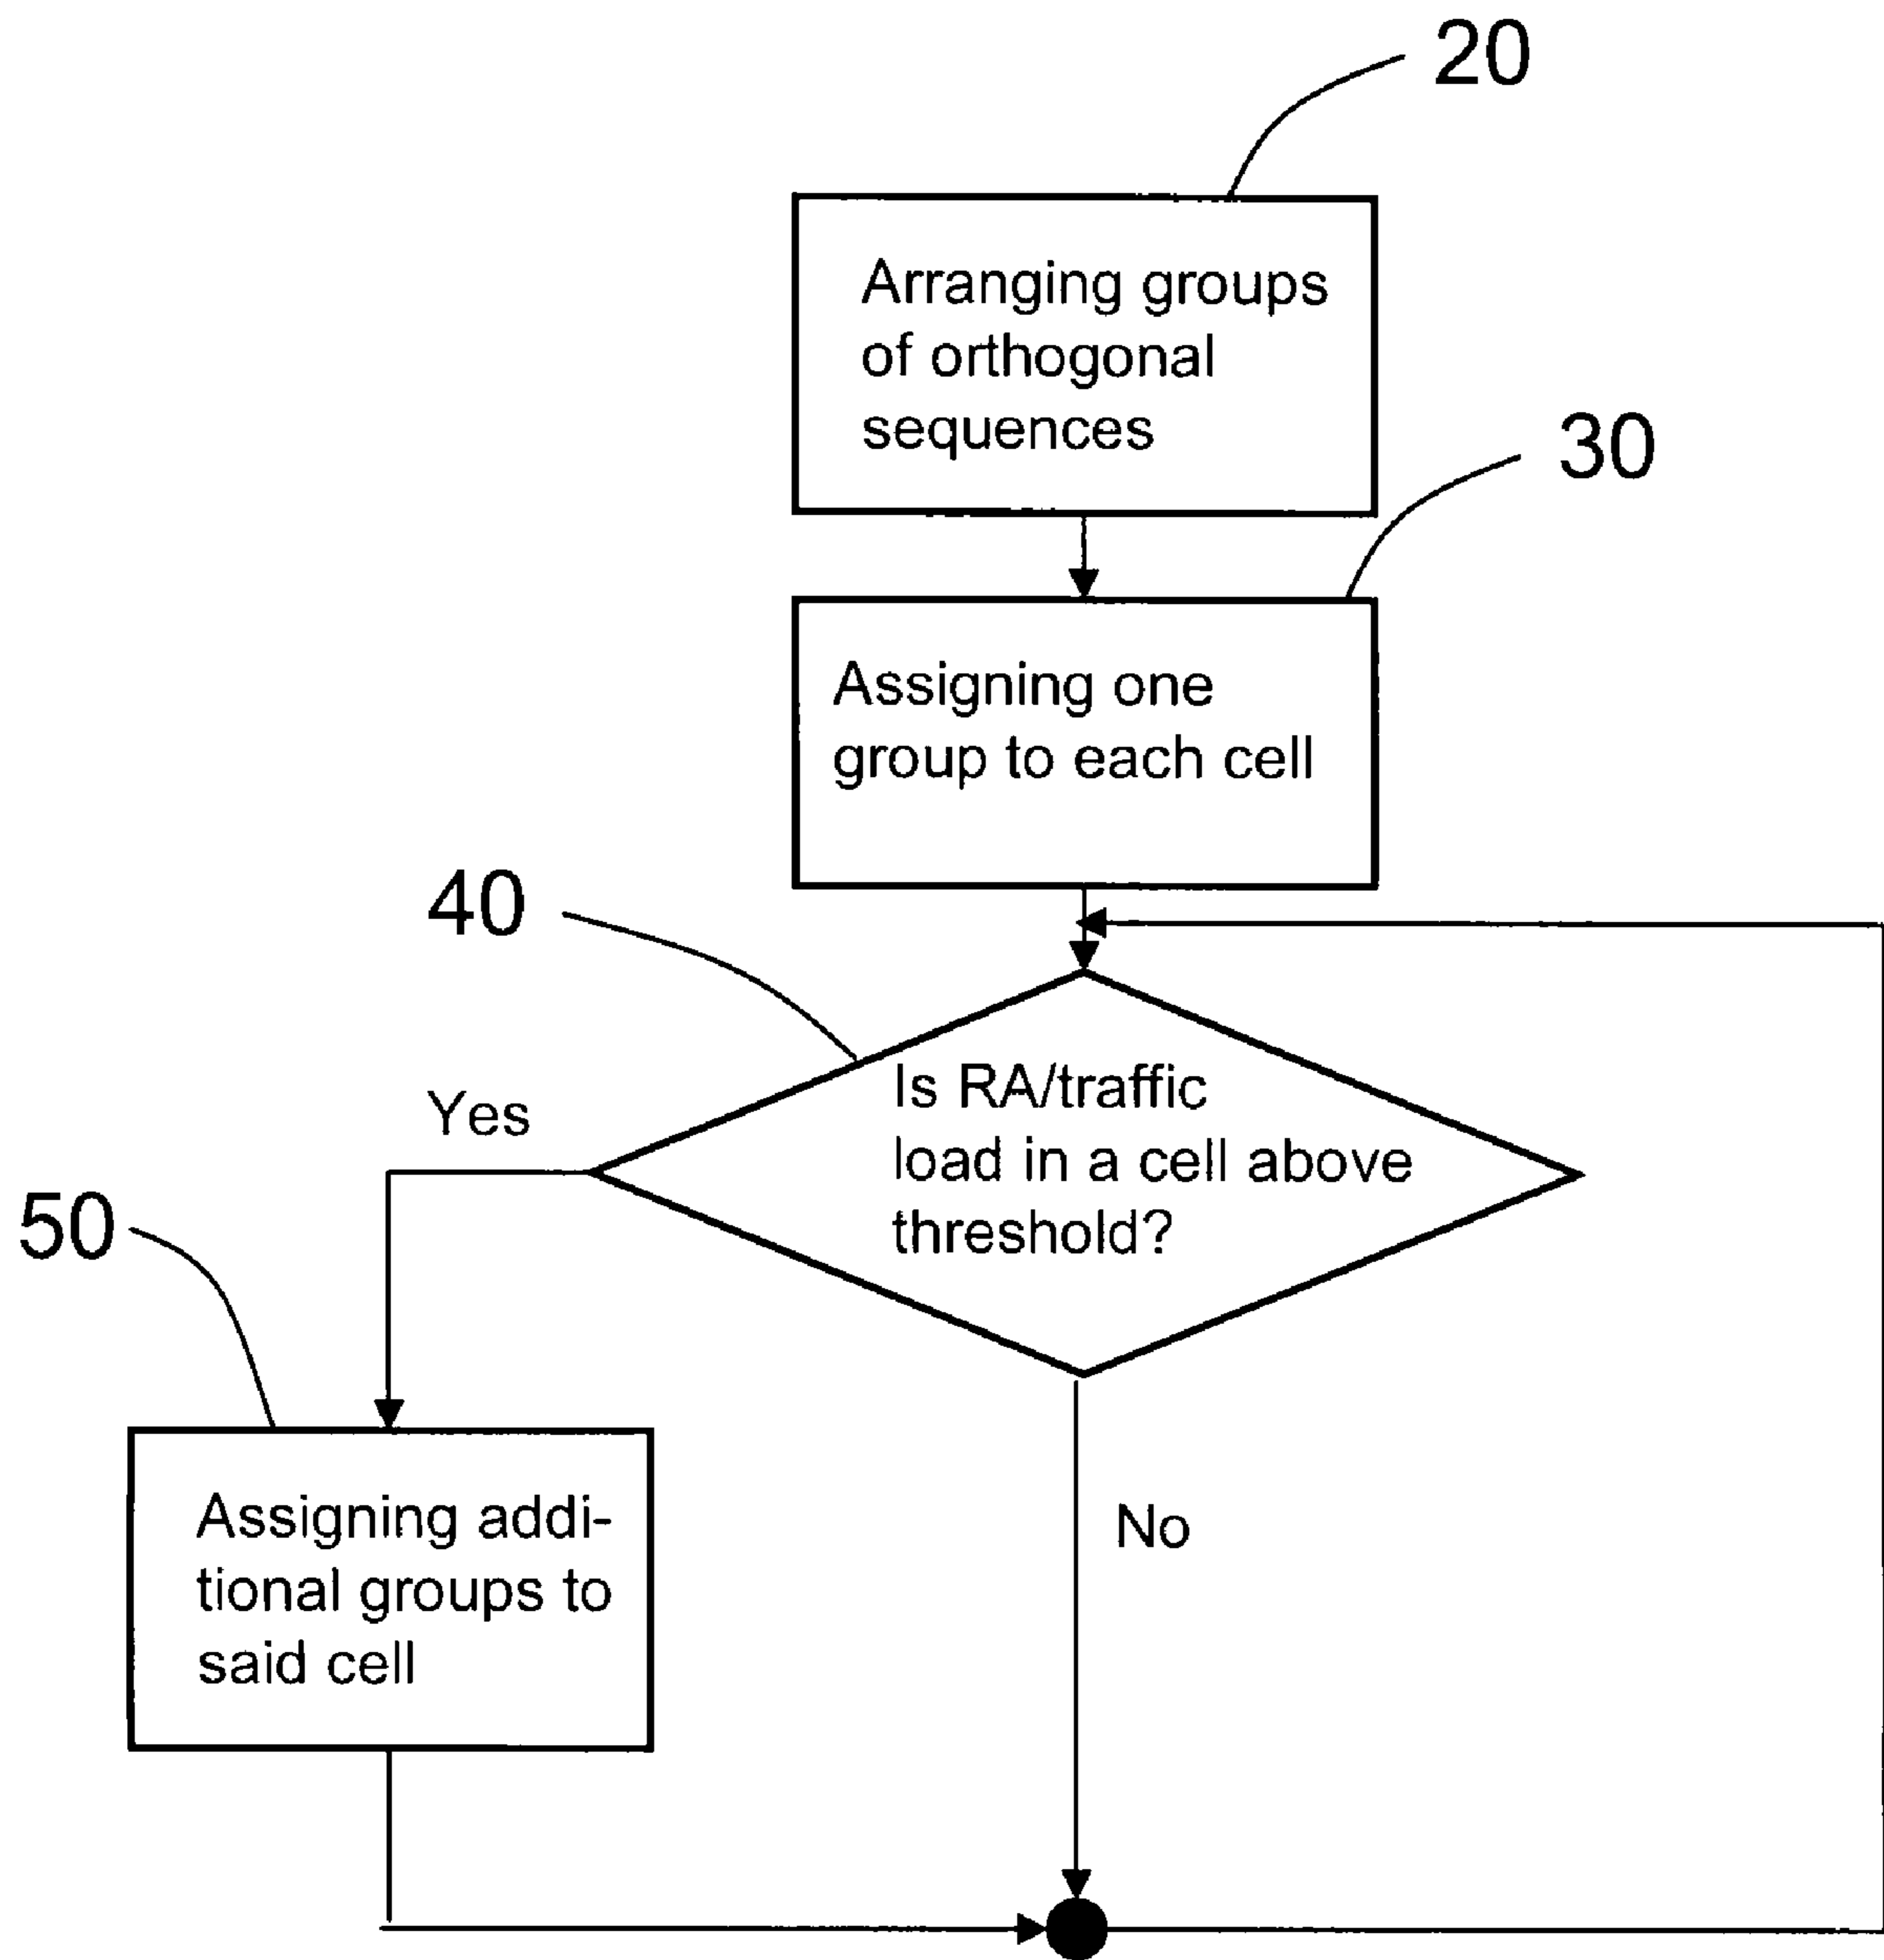 20
Arranging groups
of orthogonal
sequences
30
Assigning one
group to each cell
40
Is RA/traffic
load in a cell above
threshold?
Yes
50
Assigning addi-
tional groups to
said cell
No